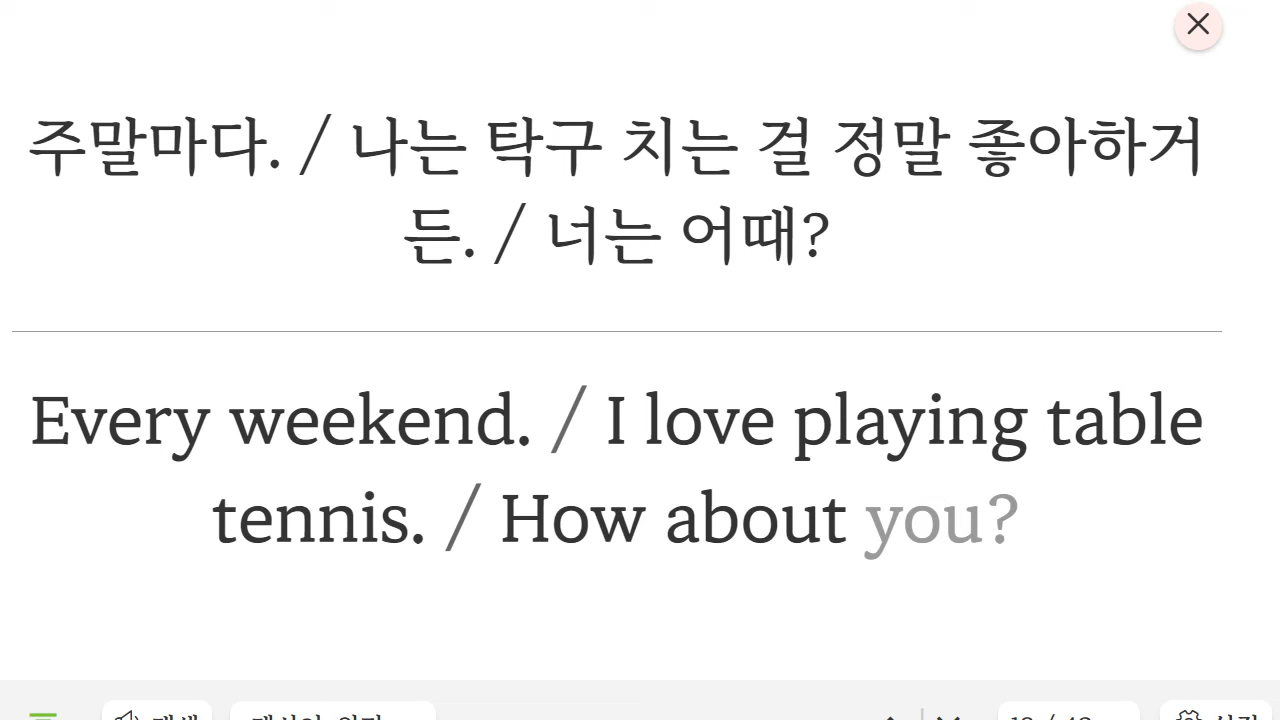 주말마다. / 나는 탁구 치는 걸 정말 좋아하거
든. / 너는 어때?
Every weekend. / I love playing table
tennis. / How about you?